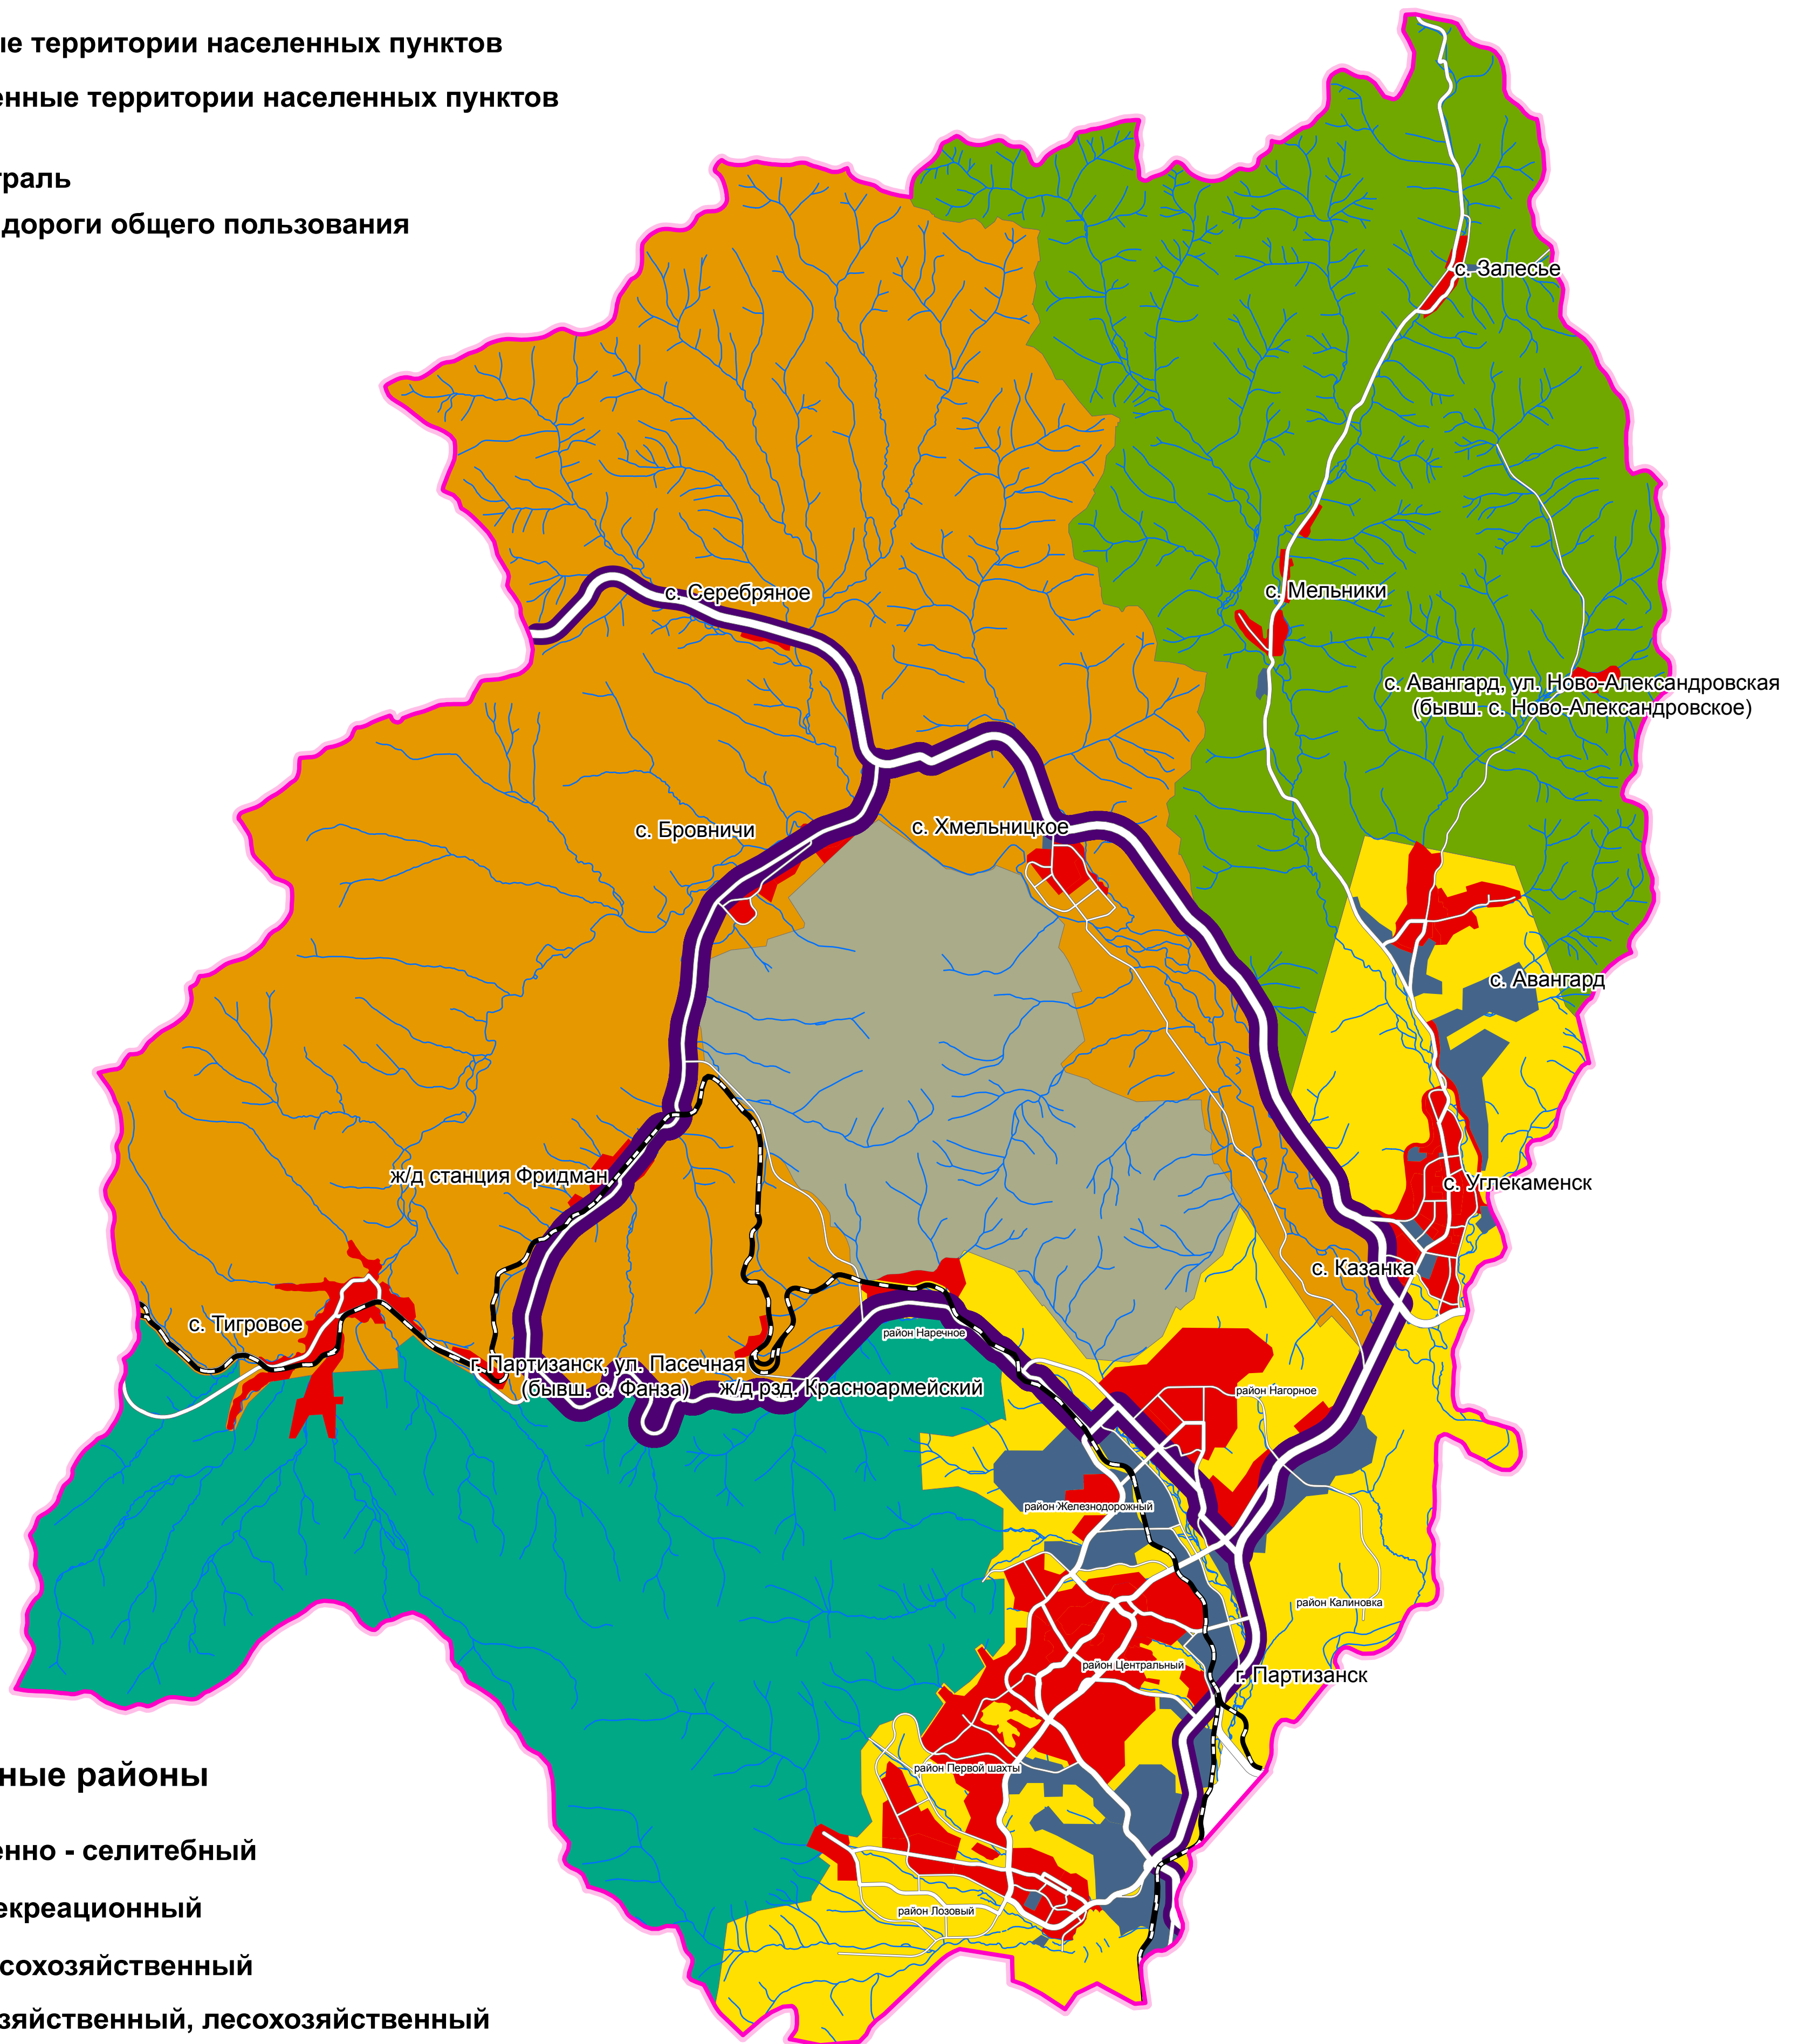 ые территории населенных пунктов
енные территории населенных пунктов
траль
дороги общего пользования
с. Залесье
с. Серебряное
с. Мельники
с. Авангард, ул. Ново-Александровская
(бывш. с. Ново-Александровское)
с. Бровничи
с. Хмельницкое
с. Авангард
ж/д станция Фридман
с. Углекаменск
с. Казанка
с. Тигровое
район Наречное
г. Партизанск, ул. Пасечная
(бывш. с. Фанза)
ж/д рзд. Красноармейский
район Нагорное
район Железнодорожный
район Калиновка
район Центральный
г. Партизанск
район Первой шахты
ные районы
енно - селитебный
район Лозовый
екреационный
сохозяйственный
зяйственный, лесохозяйственный